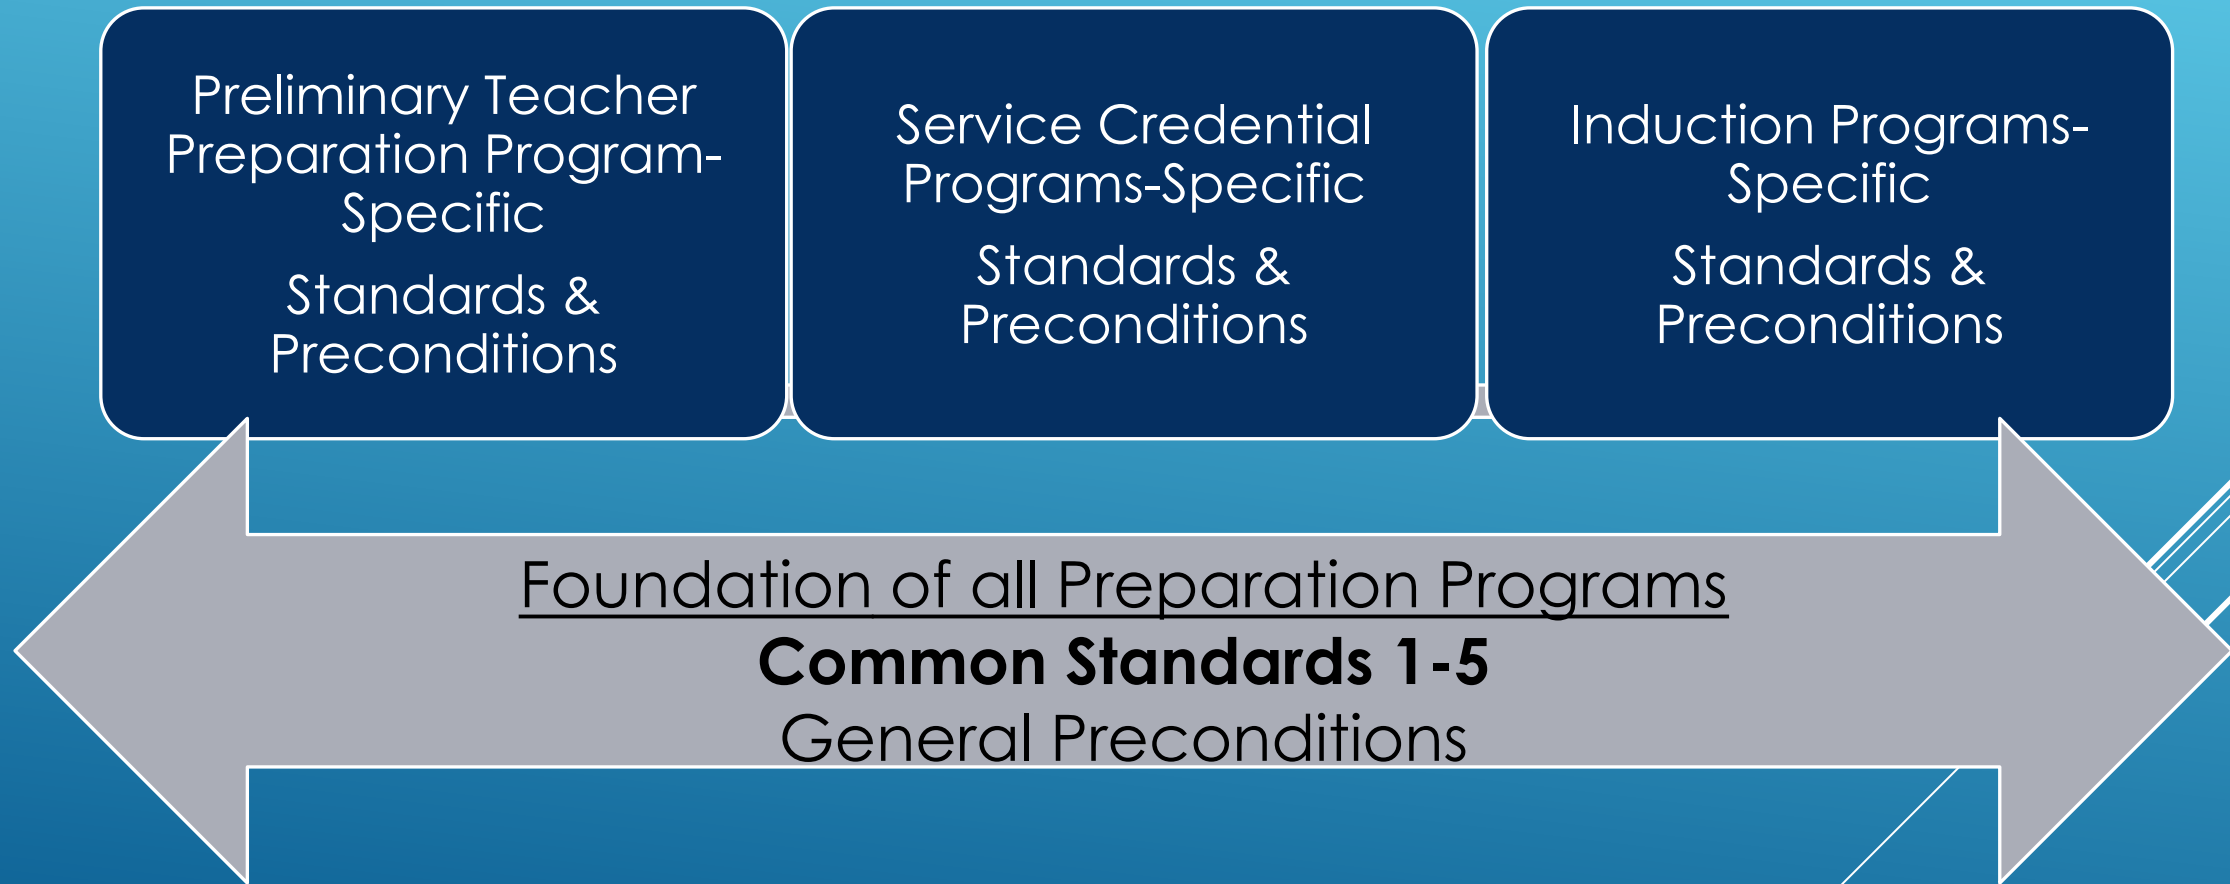 Preliminary Teacher
Preparation Program-
Specific
Standards &
Preconditions
Service Credential
Programs-Specific
Standards &
Preconditions
Induction Programs-
Specific
Standards &
Preconditions
Foundation of all Preparation Programs
Common Standards 1-5
General Preconditions